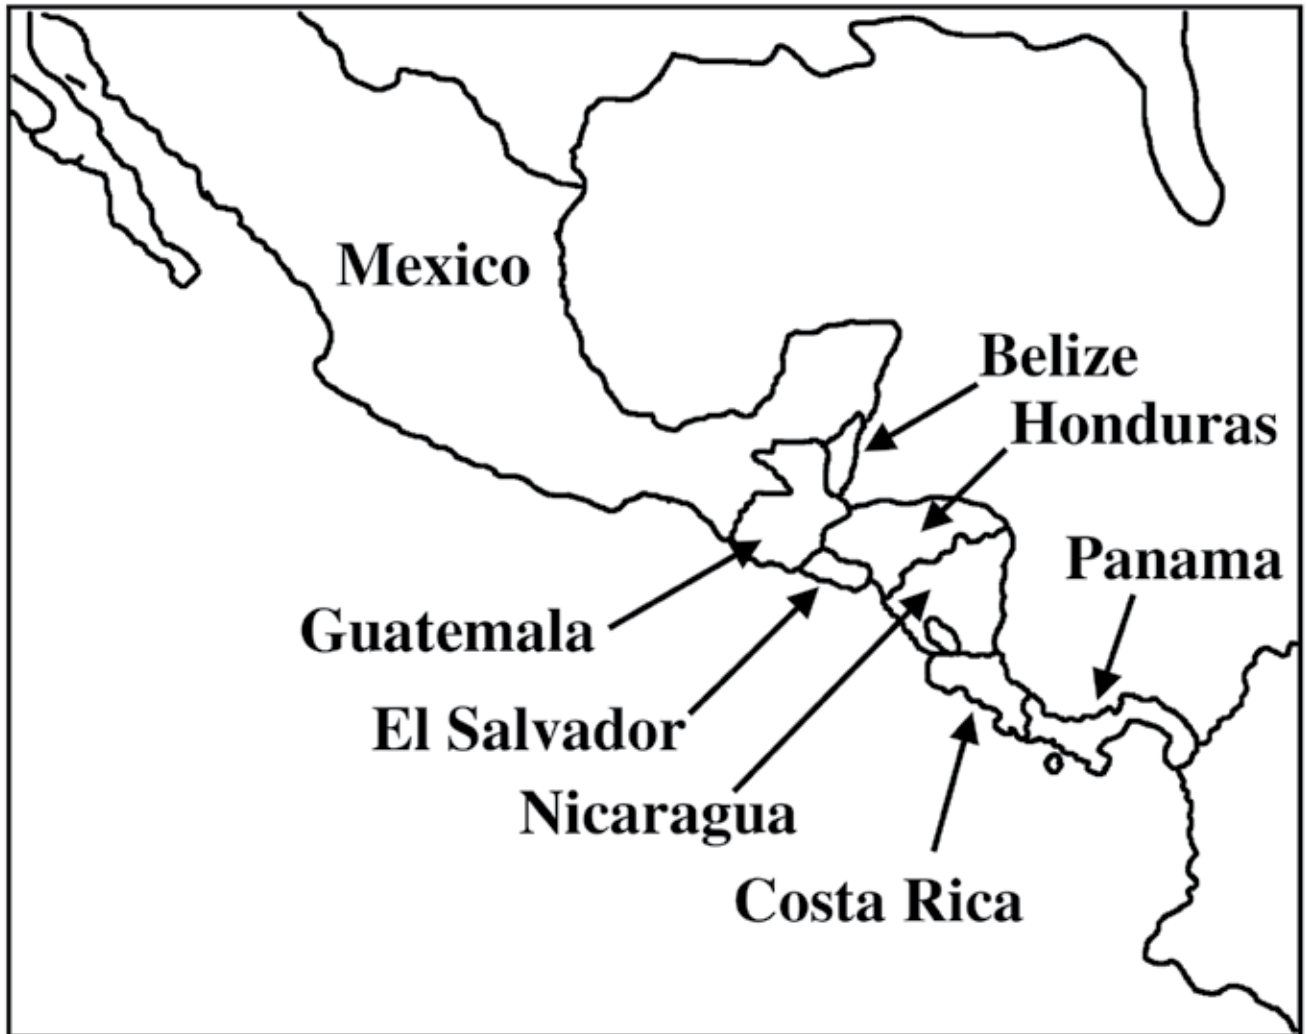 Mexico
Belize
Honduras
Panama
Guatemala
El Salvador
Nicaragua
Costa Rica